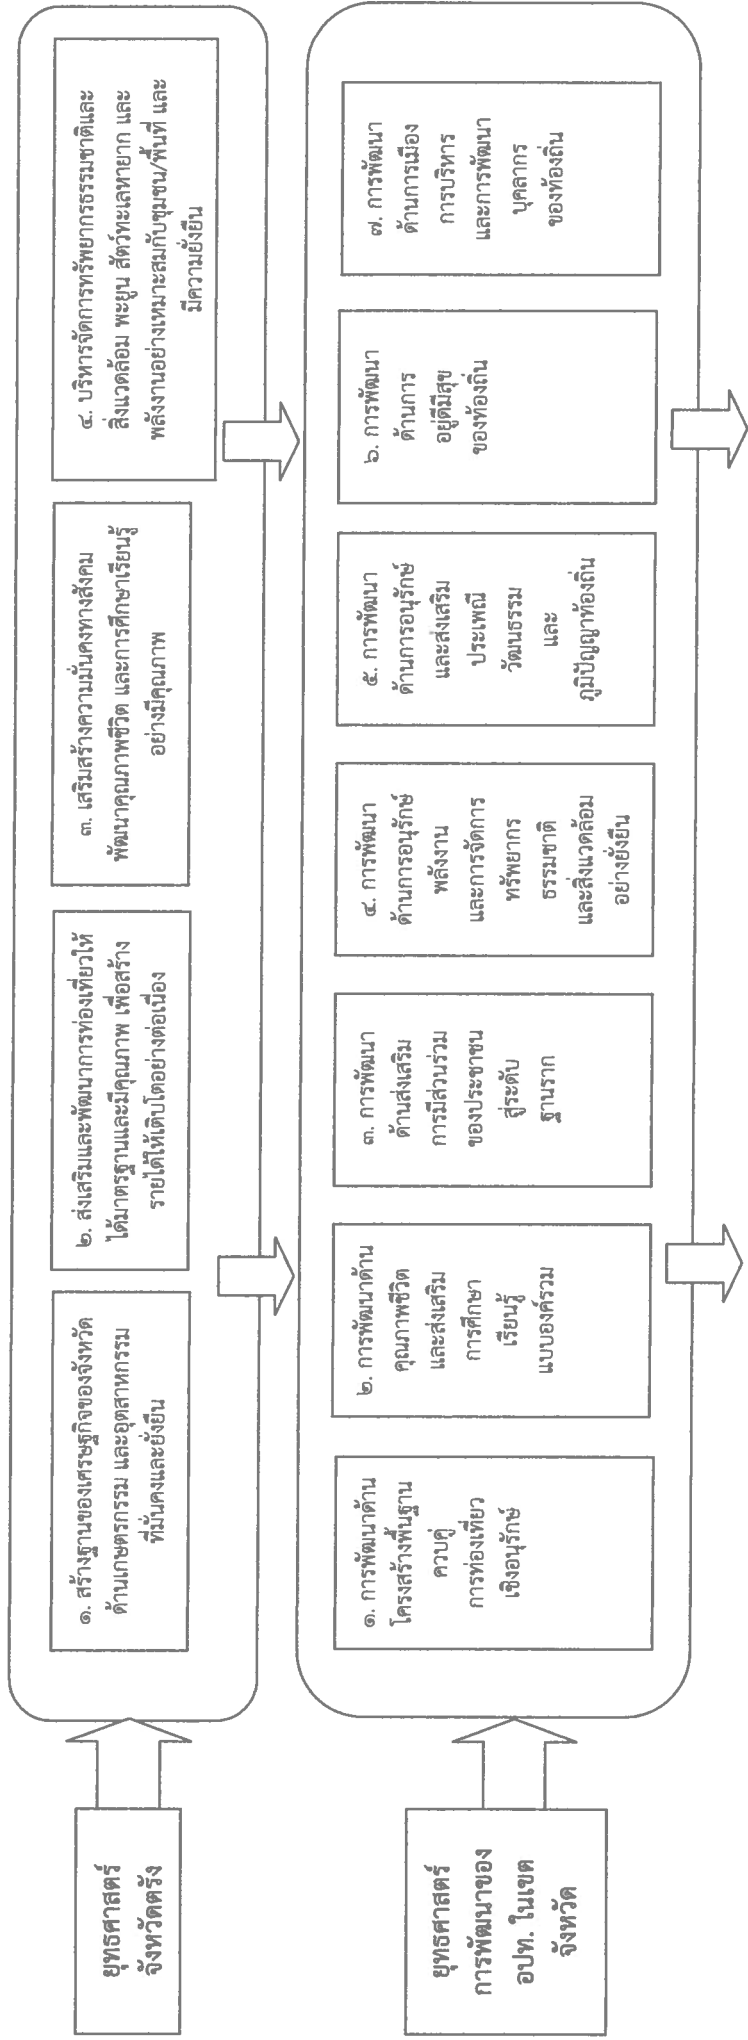 ยุทธศาสตร์
จังหวัดตรัง
๑. สร้างฐานของเศรษฐกิจของจังหวัด
ด้านเกษตรกรรม และอุตสาหกรรม
ที่มั่นคงและยั่งยืน
๒. ส่งเสริมและพัฒนาการท่องเที่ยวให้
ได้มาตรฐานและมีคุณภาพ เพื่อสร้าง
รายได้ให้เติบโตอย่างต่อเนื่อง
๓. เสริมสร้างความมั่นคงทางสังคม
พัฒนาคุณภาพชีวิต และการศึกษาเรียนรู้
อย่างมีคุณภาพ
๔. บริหารจัดการทรัพยากรธรรมชาติและ
สิ่งแวดล้อม พะยูน สัตว์ทะเลหายาก และ
พลังงานอย่างเหมาะสมกับชุมชน/พื้นที่ และ
มีความยั่งยืน
ยุทธศาสตร์
การพัฒนาของ
อปท. ในเขต
จังหวัด
๑. การพัฒนาด้าน
โครงสร้างพื้นฐาน
ควบคู่
การท่องเที่ยว
เชิงอนุรักษ์
๒. การพัฒนาด้าน
คุณภาพชีวิต
และส่งเสริม
การศึกษา
เรียนรู้
แบบองค์รวม
๓. การพัฒนา
ด้านส่งเสริม
การมีส่วนร่วม
ของประชาชน
สู่ระดับ
ฐานราก
๔. การพัฒนา
ด้านการอนุรักษ์
พลังงาน
และการจัดการ
ทรัพยากร
ธรรมชาติ
และสิ่งแวดล้อม
อย่างยั่งยืน
๕. การพัฒนา
ด้านการอนุรักษ์
และส่งเสริม
ประเพณี
วัฒนธรรม
และ
ภูมิปัญญาท้องถิ่น
๖. การพัฒนา
ด้านการ
อยู่ดีมีสุข
ของท้องถิ่น
๗. การพัฒนา
ด้านการเมือง
การบริหาร
และการพัฒนา
บุคลากร
ของท้องถิ่น